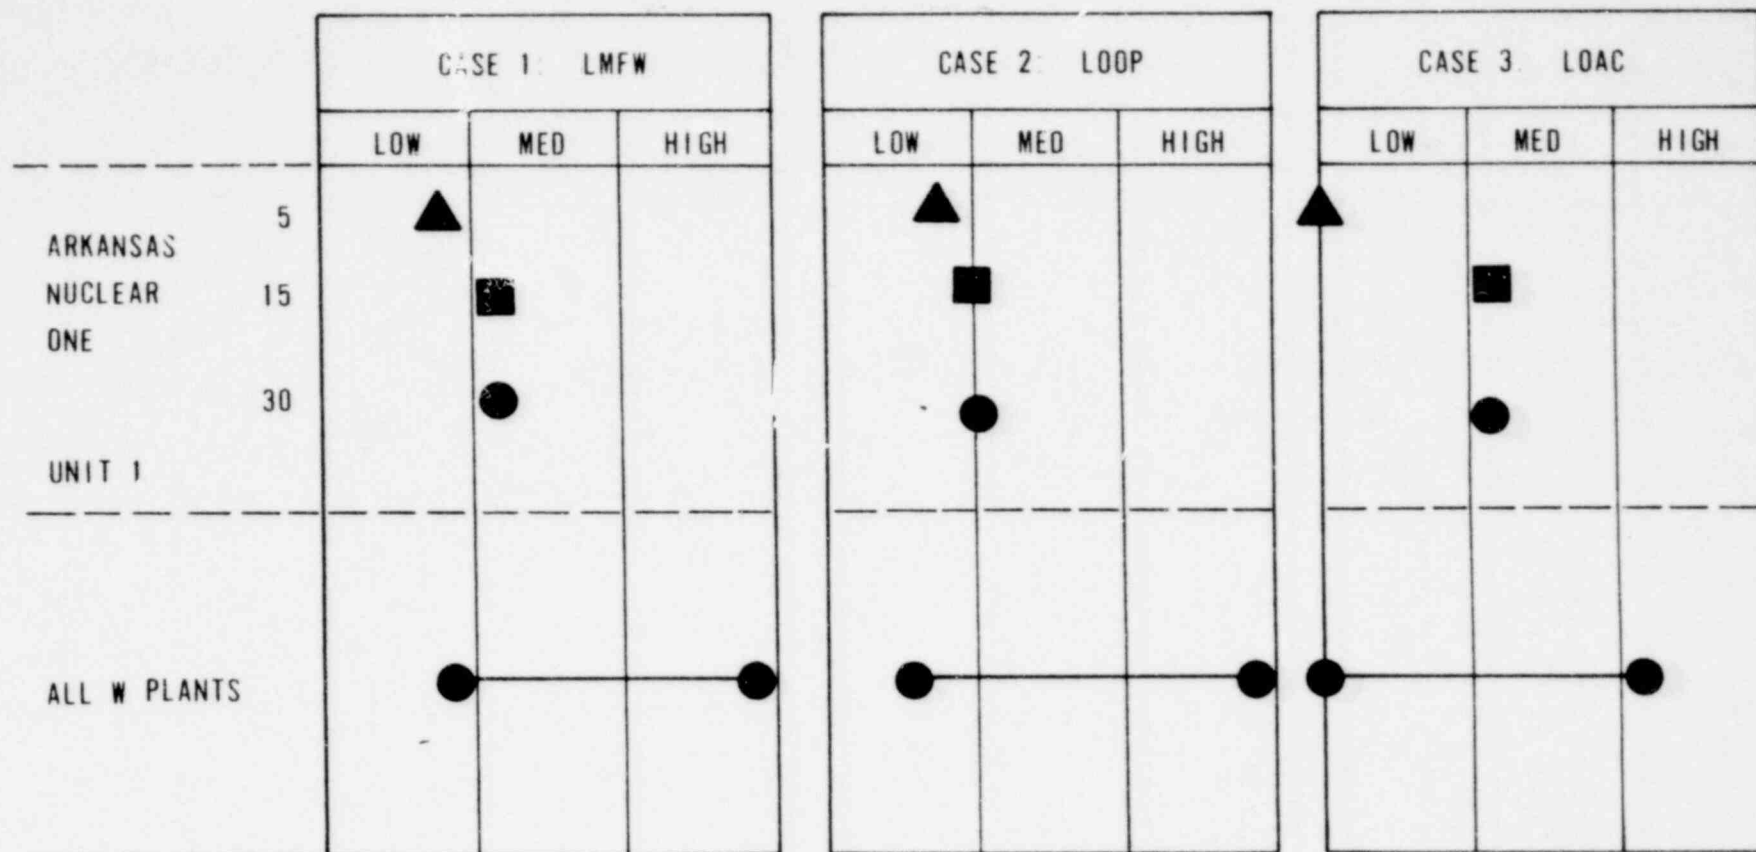 CASE 1: LMFW
CASE 2: LOOP
CASE 3. LOAC
LOW MED HIGH
LOW MED HIGH
LOW MED HIGH
5
ARKANSAS
NUCLEAR 15
ONE
30
UNIT 1
ALL W PLANTS